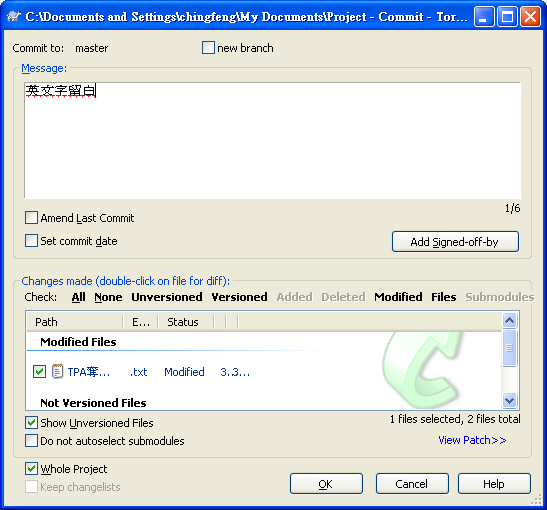 C:\Documents and Settings\chingfeng\My Documents\Project - Commit - Tor...
Commit to: master new branch
Message:
英文字留白
1/6
Amend Last Commit
Set commit date
Add Signed-off-by
Changes made (double-click on file for diff):
Check: All None Unversioned Versioned Added Deleted Modified Files Submodules
Path E... Status
Modified Files
TPA奪... .txt Modified 3...3...
Not Versioned Files
Show Unversioned Files
1 files selected, 2 files total
Do not autoselect submodules
View Patch>>
Whole Project
Keep changelists
OK Cancel Help